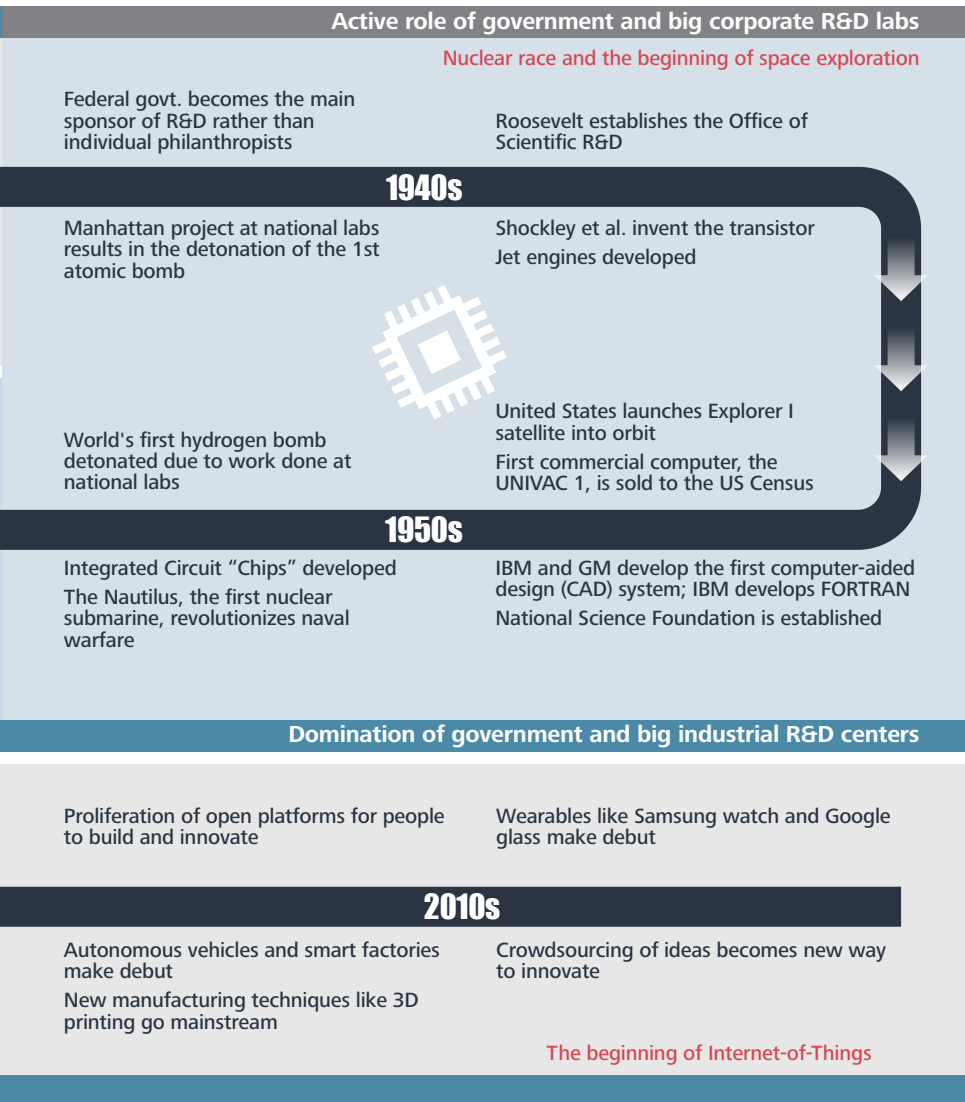 Active role of government and big corporate R&D labs
Nuclear race and the beginning of space exploration
Federal govt. becomes the main
sponsor of R&D rather than
individual philanthropists
Roosevelt establishes the Office of
Scientific R&D
1940s
Manhattan project at national labs
results in the detonation of the 1st
atomic bomb
Shockley et al. invent the transistor
Jet engines developed
World's first hydrogen bomb
detonated due to work done at
national labs
United States launches Explorer I
satellite into orbit
First commercial computer, the
UNIVAC 1, is sold to the US Census
1950s
Integrated Circuit “Chips” developed
The Nautilus, the first nuclear
submarine, revolutionizes naval
warfare
IBM and GM develop the first computer-aided
design (CAD) system; IBM develops FORTRAN
National Science Foundation is established
Domination of government and big industrial R&D centers
Proliferation of open platforms for people
to build and innovate
Wearables like Samsung watch and Google
glass make debut
2010s
Autonomous vehicles and smart factories
make debut
New manufacturing techniques like 3D
printing go mainstream
Crowdsourcing of ideas becomes new way
to innovate
The beginning of Internet-of-Things